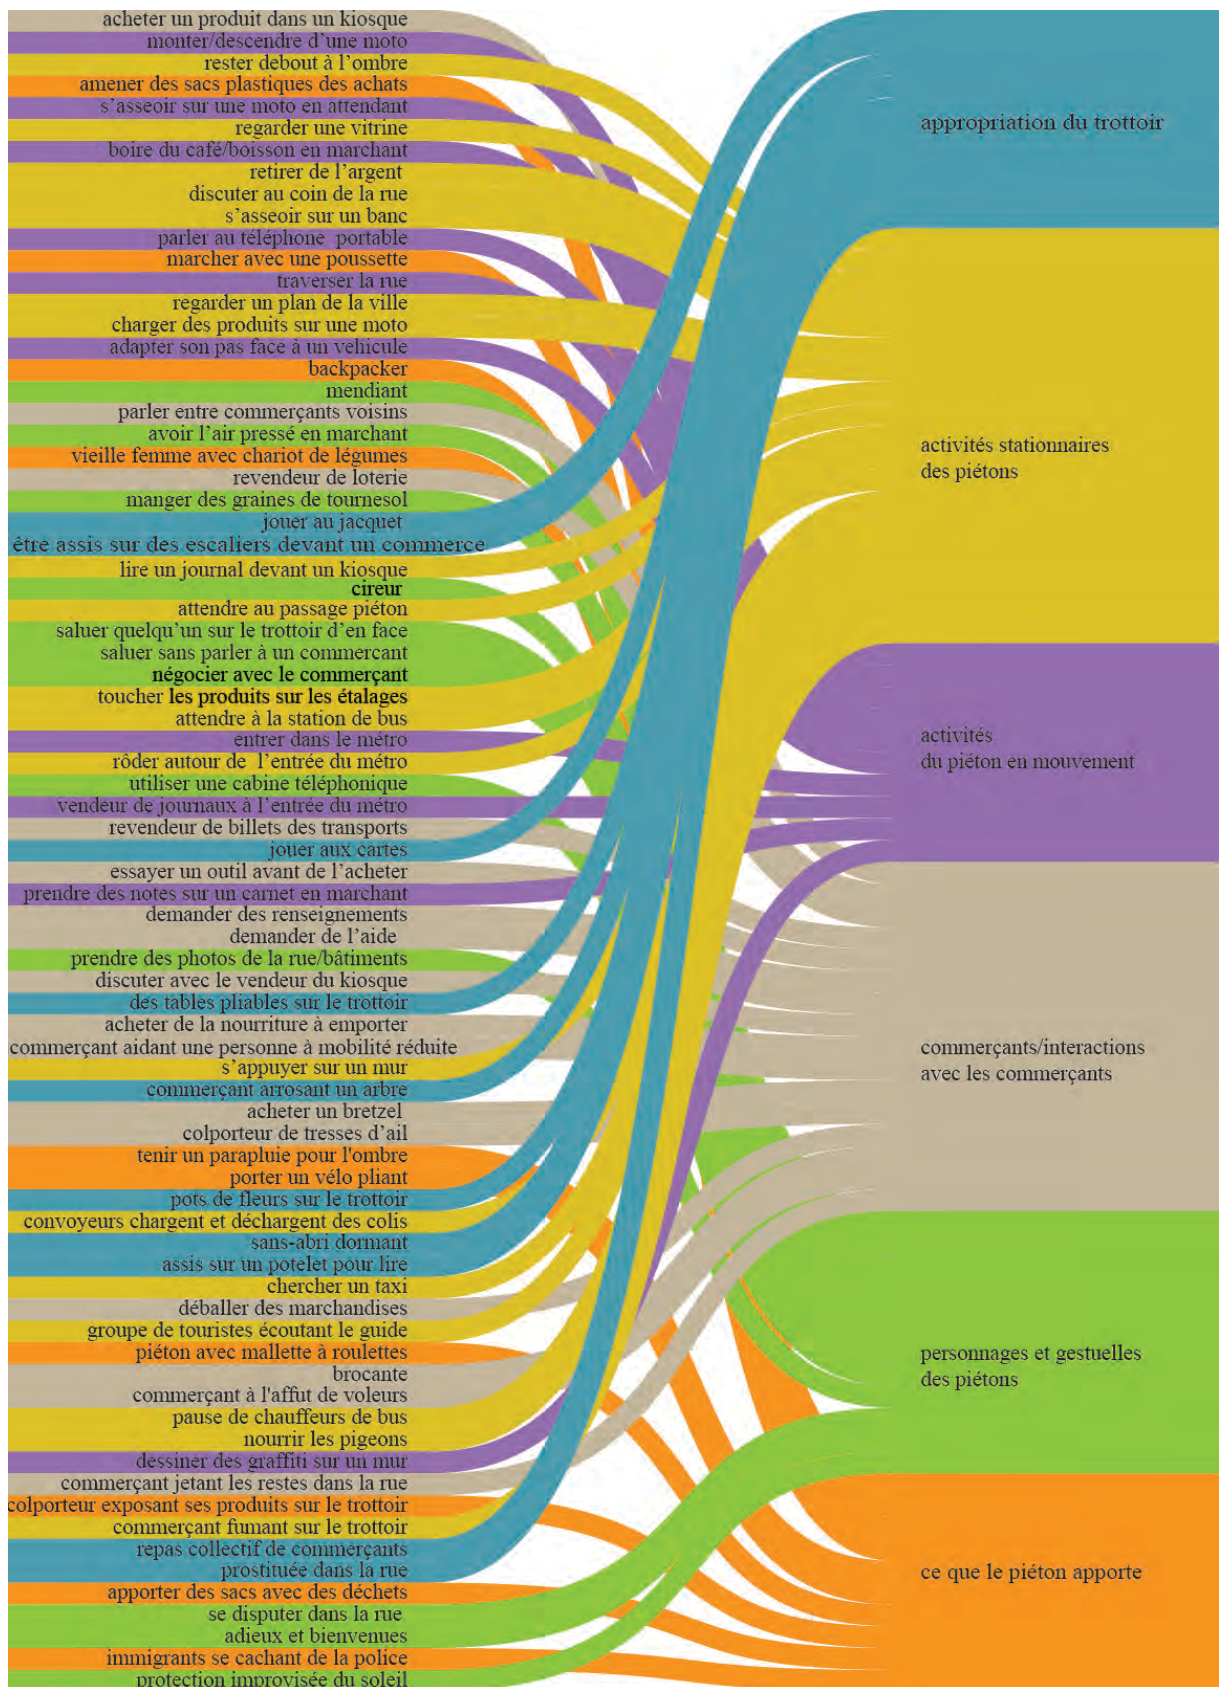 acheter un produit dans un kiosque
monter/descendre d’une moto
rester debout à l’ombre
amener des sacs plastiques des achats
s’asseoir sur une moto en attendant
regarder une vitrine
boire du café/boisson en marchant
retirer de l’argent
discuter au coin de la rue
s’asseoir sur un banc
parler au téléphone portable
marcher avec une poussette
traverser la rue
regarder un plan de la ville
charger des produits sur une moto
adapter son pas face à un vehicule
backpacker
mendiant
parler entre commerçants voisins
avoir l’air pressé en marchant
vieille femme avec chariot de légumes
revendeur de loterie
manger des graines de tournesol
jouer au jacquet
être assis sur des escaliers devant un commerce
lire un journal devant un kiosque
cireur
attendre au passage piéton
saluer quelqu’un sur le trottoir d’en face
saluer sans parler à un commercant
négocier avec le commerçant
toucher les produits sur les étalages
attendre à la station de bus
entrer dans le métro
rôder autour de l’entrée du métro
utiliser une cabine téléphonique
vendeur de journaux à l’entrée du métro
revendeur de billets des transports
jouer aux cartes
essayer un outil avant de l’acheter
prendre des notes sur un carnet en marchant
demander des renseignements
demander de l’aide
prendre des photos de la rue/bâtiments
discuter avec le vendeur du kiosque
des tables pliables sur le trottoir
acheter de la nourriture à emporter
commerçant aidant une personne à mobilité réduite
s’appuyer sur un mur
commerçant arrosant un arbre
acheter un bretzel
colporteur de tresses d’ail
tenir un parapluie pour l'ombre
porter un vélo pliant
pots de fleurs sur le trottoir
convoyeurs chargent et déchargent des colis
sans-abri dormant
assis sur un potelet pour lire
chercher un taxi
déballer des marchandises
groupe de touristes écoutant le guide
piéton avec mallette à roulettes
brocante
commerçant à l'affut de voleurs
pause de chauffeurs de bus
nourrir les pigeons
dessiner des graffiti sur un mur
commerçant jetant les restes dans la rue
colporteur exposant ses produits sur le trottoir
commerçant fumant sur le trottoir
repas collectif de commerçants
prostituée dans la rue
apporter des sacs avec des déchets
se disputer dans la rue
adieux et bienvenues
immigrants se cachant de la police
protection improvisée du soleil
appropriation du trottoir
activités stationnaires
des piétons
activités
du piéton en mouvement
commerçants/interactions
avec les commerçants
personnages et gestuelles
des piétons
ce que le piéton apporte